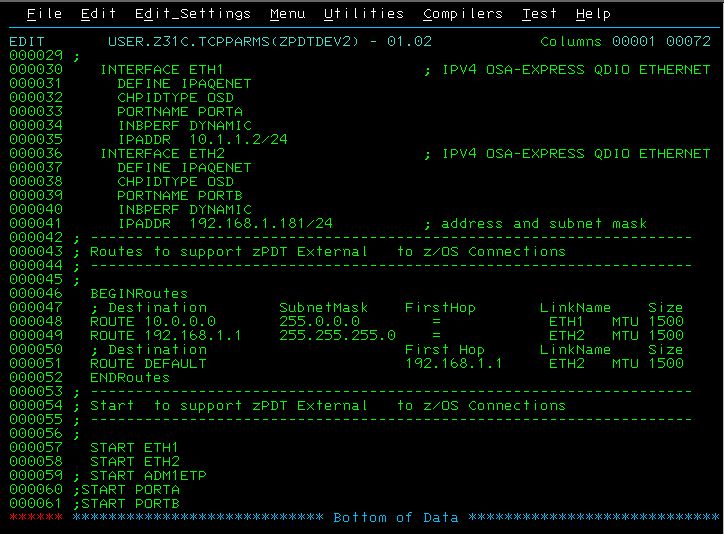 File  Edit  Edit_Settings  Menu  Utilities  Compilers  Test  Help
EDIT       USER.Z31C.TCPPARMS(ZPDTDEV2) - 01.02            Columns 00001 00072
000029 ;
000030    INTERFACE ETH1                      ; IPV4 OSA-EXPRESS QDIO ETHERNET
000031      DEFINE IPAQENET
000032      CHPIDTYPE OSD
000033      PORTNAME PORTA
000034      INBPERF DYNAMIC
000035      IPADDR  10.1.1.2/24
000036    INTERFACE ETH2                      ; IPV4 OSA-EXPRESS QDIO ETHERNET
000037      DEFINE IPAQENET
000038      CHPIDTYPE OSD
000039      PORTNAME PORTB
000040      INBPERF DYNAMIC
000041      IPADDR  192.168.1.181/24          ; address and subnet mask
000042 ; -------------------------------------------------------------------
000043 ; Routes to support zPDT External   to z/OS Connections
000044 ; -------------------------------------------------------------------
000045 ;
000046   BEGINRoutes
000047   ; Destination        SubnetMask    FirstHop       LinkName    Size
000048   ROUTE 10.0.0.0       255.0.0.0        =            ETH1   MTU 1500
000049   ROUTE 192.168.1.1    255.255.255.0    =            ETH2   MTU 1500
000050   ; Destination                      First Hop      LinkName    Size
000051   ROUTE DEFAULT                      192.168.1.1     ETH2   MTU 1500
000052   ENDRoutes
000053 ; -------------------------------------------------------------------
000054 ; Start  to support zPDT External   to z/OS Connections
000055 ; -------------------------------------------------------------------
000056 ;
000057   START ETH1
000058   START ETH2
000059 ; START ADM1ETP
000060 ;START PORTA
000061 ;START PORTB
****** **************************** Bottom of Data ****************************